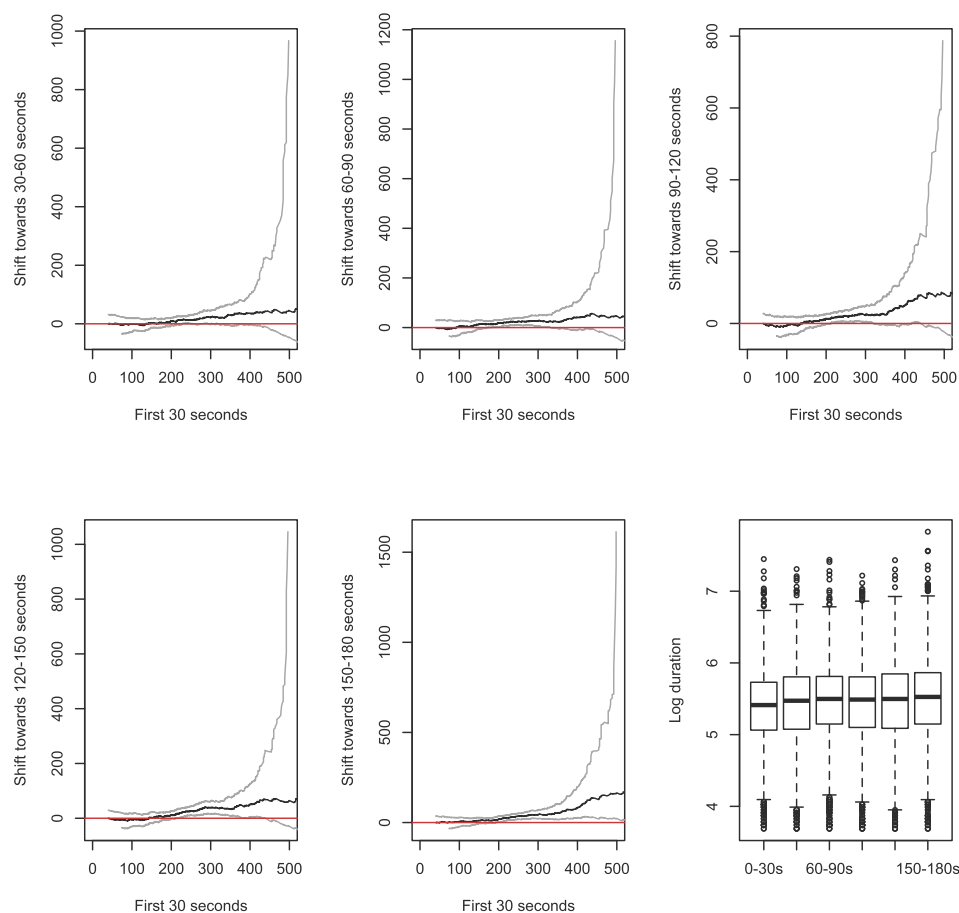 Shift towards 30-60 seconds
1000
800
600
400
200
0
0 100 200 300 400 500
First 30 seconds
Shift towards 60-90 seconds
1200
1000
800
600
400
200
0
0 100 200 300 400 500
First 30 seconds
Shift towards 90-120 seconds
800
600
400
200
0
0 100 200 300 400 500
First 30 seconds
Shift towards 120-150 seconds
1000
800
600
400
200
0
0 100 200 300 400 500
First 30 seconds
Shift towards 150-180 seconds
1500
1000
500
0
0 100 200 300 400 500
First 30 seconds
Log duration
7
6
5
4
0-30s 60-90s 150-180s